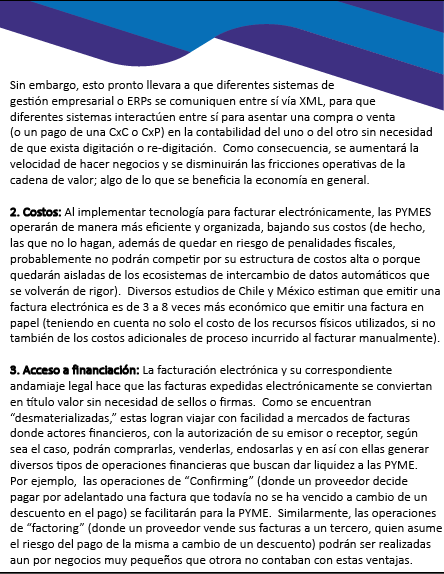 Sin embargo, esto pronto llevara a que diferentes sistemas de
gestión empresarial o ERPs se comuniquen entre sí vía XML, para que
diferentes sistemas interactúen entre sí para asentar una compra o venta
(o un pago de una CxC o CxP) en la contabilidad del uno o del otro sin necesidad
de que exista digitación o re-digitación.  Como consecuencia, se aumentará la
velocidad de hacer negocios y se disminuirán las fricciones operativas de la
cadena de valor; algo de lo que se beneficia la economía en general.
2. Costos: Al implementar tecnología para facturar electrónicamente, las PYMES
operarán de manera más eficiente y organizada, bajando sus costos (de hecho,
las que no lo hagan, además de quedar en riesgo de penalidades fiscales,
probablemente no podrán competir por su estructura de costos alta o porque
quedarán aisladas de los ecosistemas de intercambio de datos automáticos que
se volverán de rigor).  Diversos estudios de Chile y México estiman que emitir una
factura electrónica es de 3 a 8 veces más económico que emitir una factura en
papel (teniendo en cuenta no solo el costo de los recursos físicos utilizados, si no
también de los costos adicionales de proceso incurrido al facturar manualmente).
3. Acceso a financiación: La facturación electrónica y su correspondiente
andamiaje legal hace que las facturas expedidas electrónicamente se conviertan
en título valor sin necesidad de sellos o firmas.  Como se encuentran
“desmaterializadas,” estas logran viajar con facilidad a mercados de facturas
donde actores financieros, con la autorización de su emisor o receptor, según
sea el caso, podrán comprarlas, venderlas, endosarlas y en así con ellas generar
diversos tipos de operaciones financieras que buscan dar liquidez a las PYME.
Por ejemplo,  las operaciones de “Confirming” (donde un proveedor decide
pagar por adelantado una factura que todavía no se ha vencido a cambio de un
descuento en el pago) se facilitarán para la PYME.  Similarmente, las operaciones
de “factoring” (donde un proveedor vende sus facturas a un tercero, quien asume
el riesgo del pago de la misma a cambio de un descuento) podrán ser realizadas
aun por negocios muy pequeños que otrora no contaban con estas ventajas.